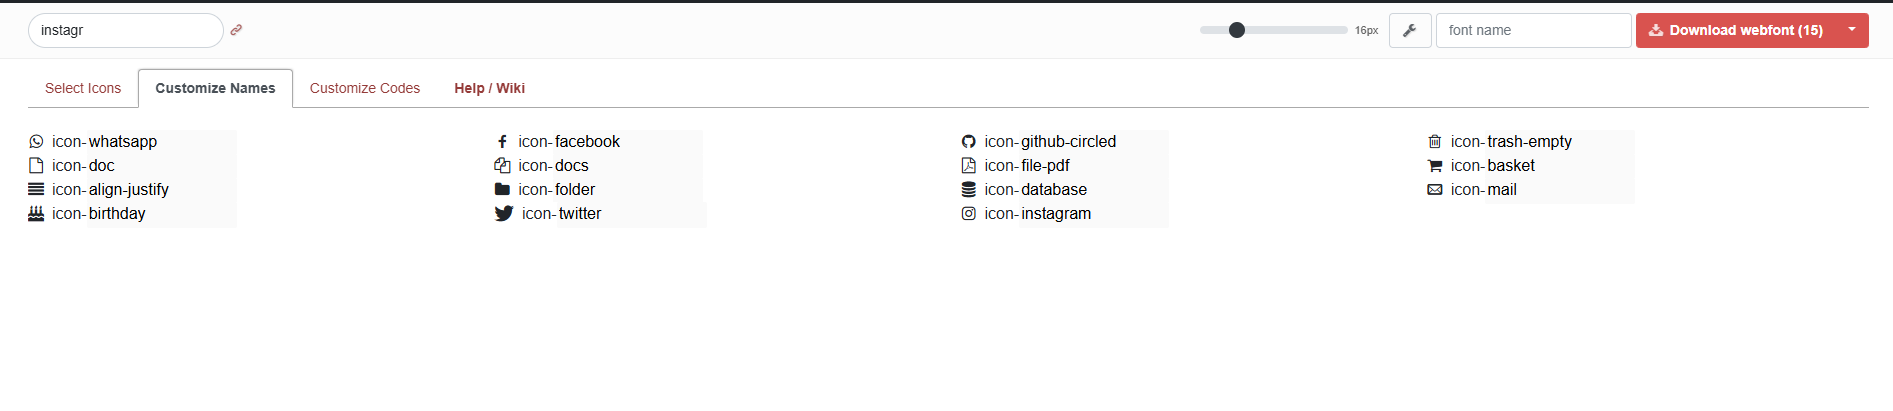 instagr
16px
font name
Download webfont (15)
Select Icons
Customize Names
Customize Codes
Help / Wiki
icon-whatsapp
icon-facebook
icon-github-circled
icon-trash-empty
icon-doc
icon-docs
icon-file-pdf
icon-basket
icon-align-justify
icon-folder
icon-database
icon-mail
icon-birthday
icon-twitter
icon-instagram